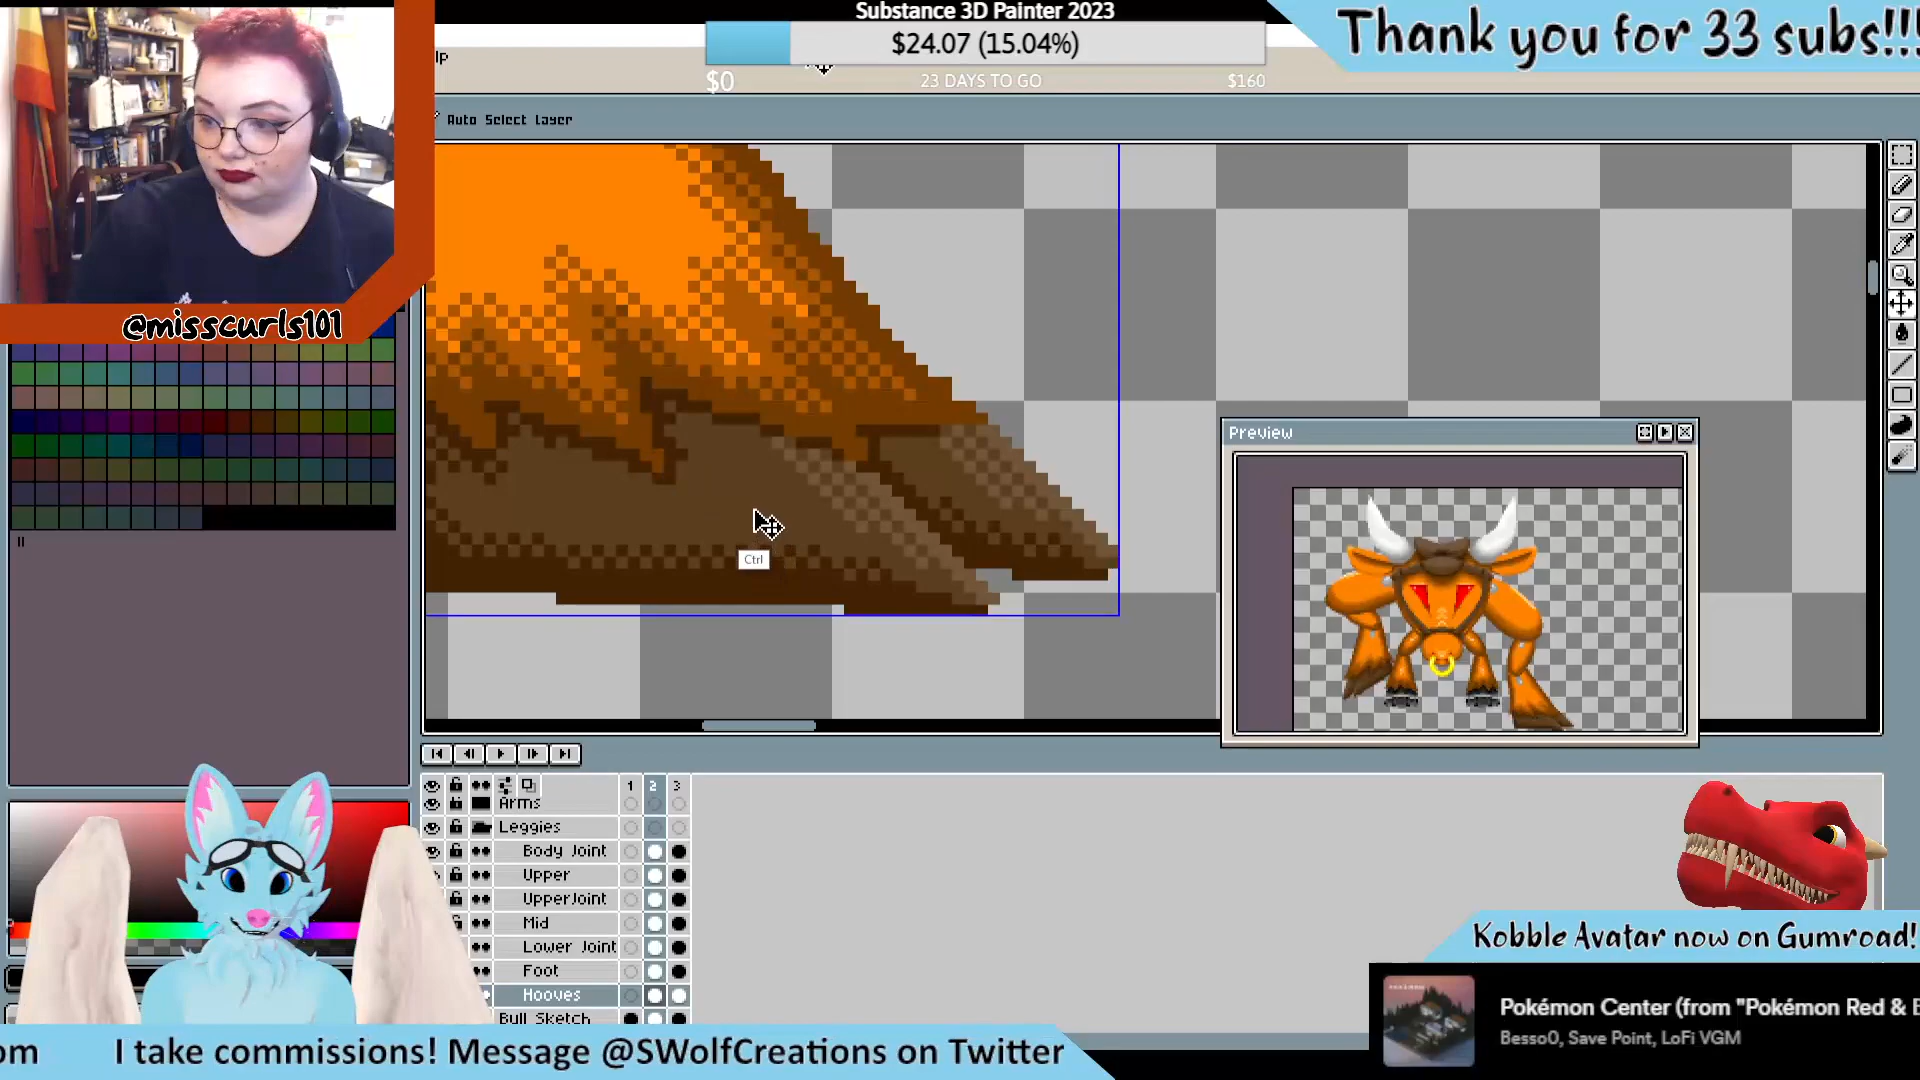 Substance 3D Painter 2023
$24.07 (15.04%)
$0
23 DAYS TO GO
$160
Thank you for 33 subs!!!
lp
Auto Select Layer
@misscurls101
Ctrl
Preview
1 2 3
Arms
Leggies
Body Joint
Upper
UpperJoint
Mid
Lower Joint
Foot
Hooves
Bull Sketch
Kobble Avatar now on Gumroad!
Pokémon Center (from "Pokémon Red &
Besso0, Save Point, LoFi VGM
om
I take commissions! Message @SWolfCreations on Twitter